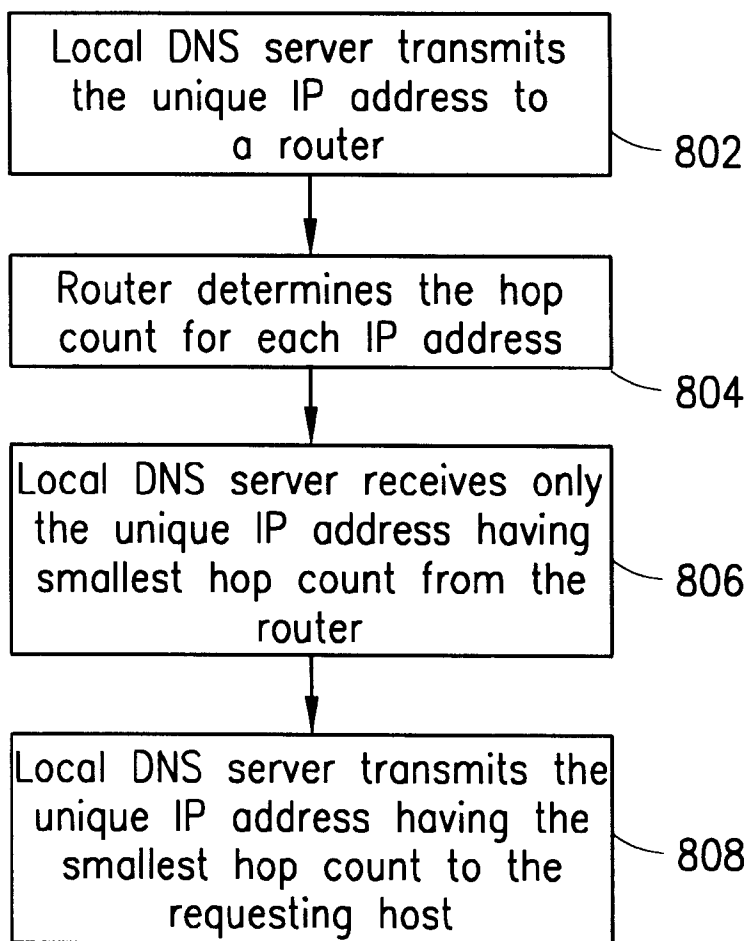 Local DNS server transmits
the unique IP address to
a router
802
Router determines the hop
count for each IP address
804
Local DNS server receives only
the unique IP address having
smallest hop count from the
router
806
Local DNS server transmits the
unique IP address having the
smallest hop count to the
requesting host
808